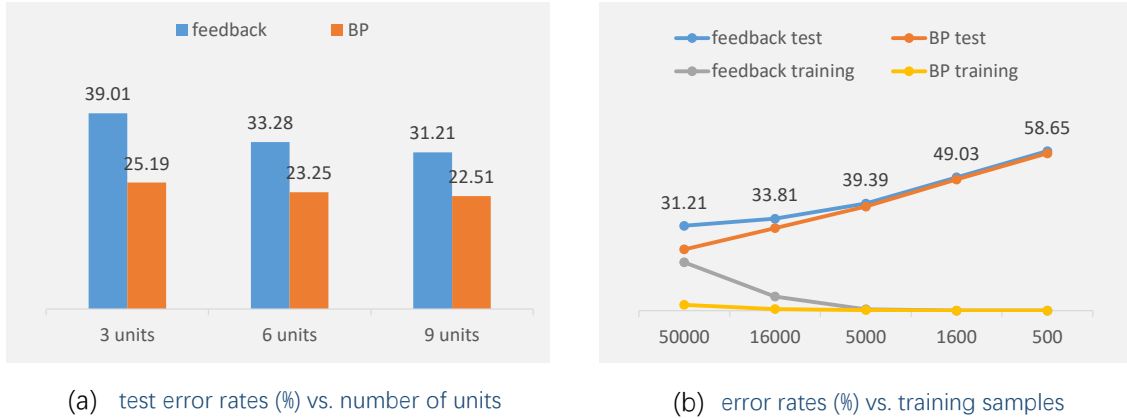 feedback BP
39.01
33.28
31.21
25.19
23.25
22.51
3 units 6 units 9 units
(a) test error rates (%) vs. number of units
feedback test BP test
feedback training BP training
58.65
49.03
39.39
33.81
31.21
50000 16000 5000 1600 500
(b) error rates (%) vs. training samples